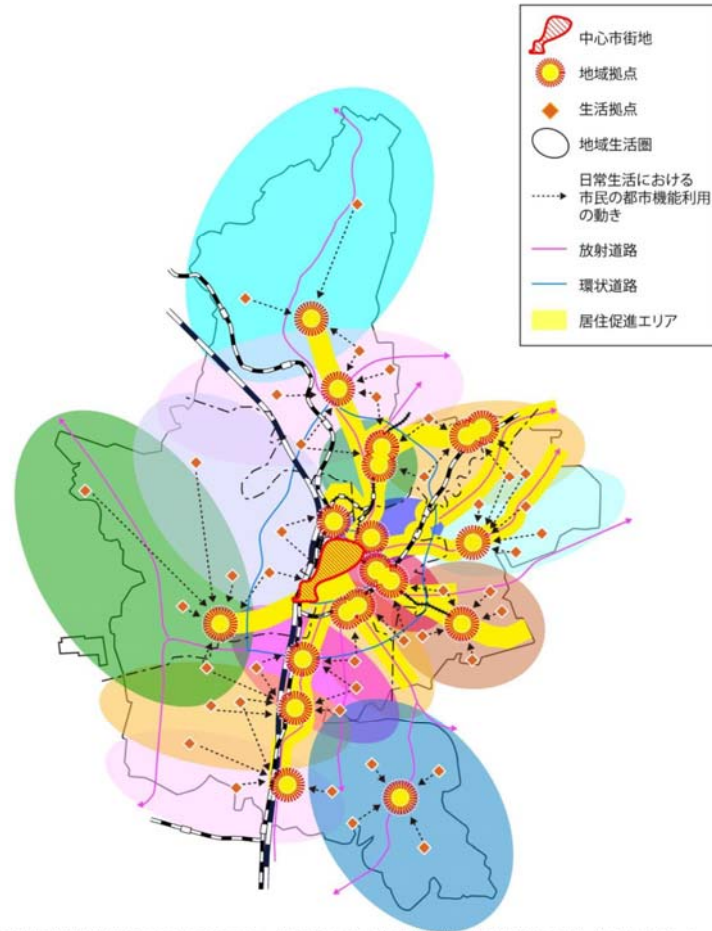 中心市街地
地域拠点
生活拠点
地域生活圏
日常生活における
市民の都市機能利用
の動き
放射道路
環状道路
居住促進エリア